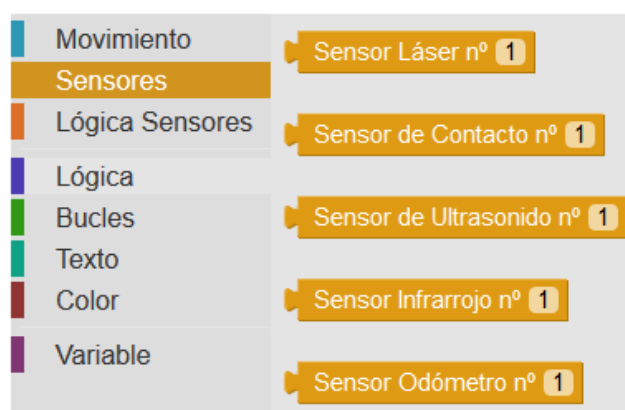 Movimiento
Sensores
Lógica Sensores
Lógica
Bucles
Texto
Color
Variable
Sensor Láser nº 1
Sensor de Contacto nº 1
Sensor de Ultrasonido nº 1
Sensor Infrarrojo nº 1
Sensor Odómetro nº 1